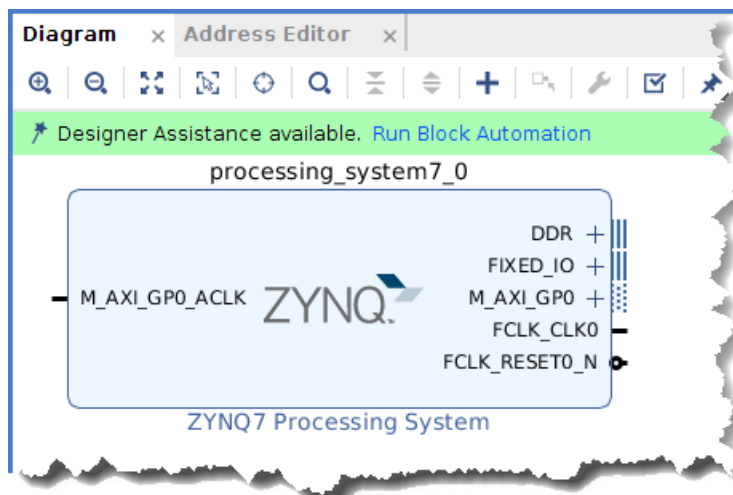 Diagram × Address Editor ×
Designer Assistance available. Run Block Automation
processing_system7_0
DDR
FIXED_IO
M_AXI_GP0_ACLK ZYNQ. M_AXI_GP0
FCLK_CLK0
FCLK_RESET0_N
ZYNQ7 Processing System